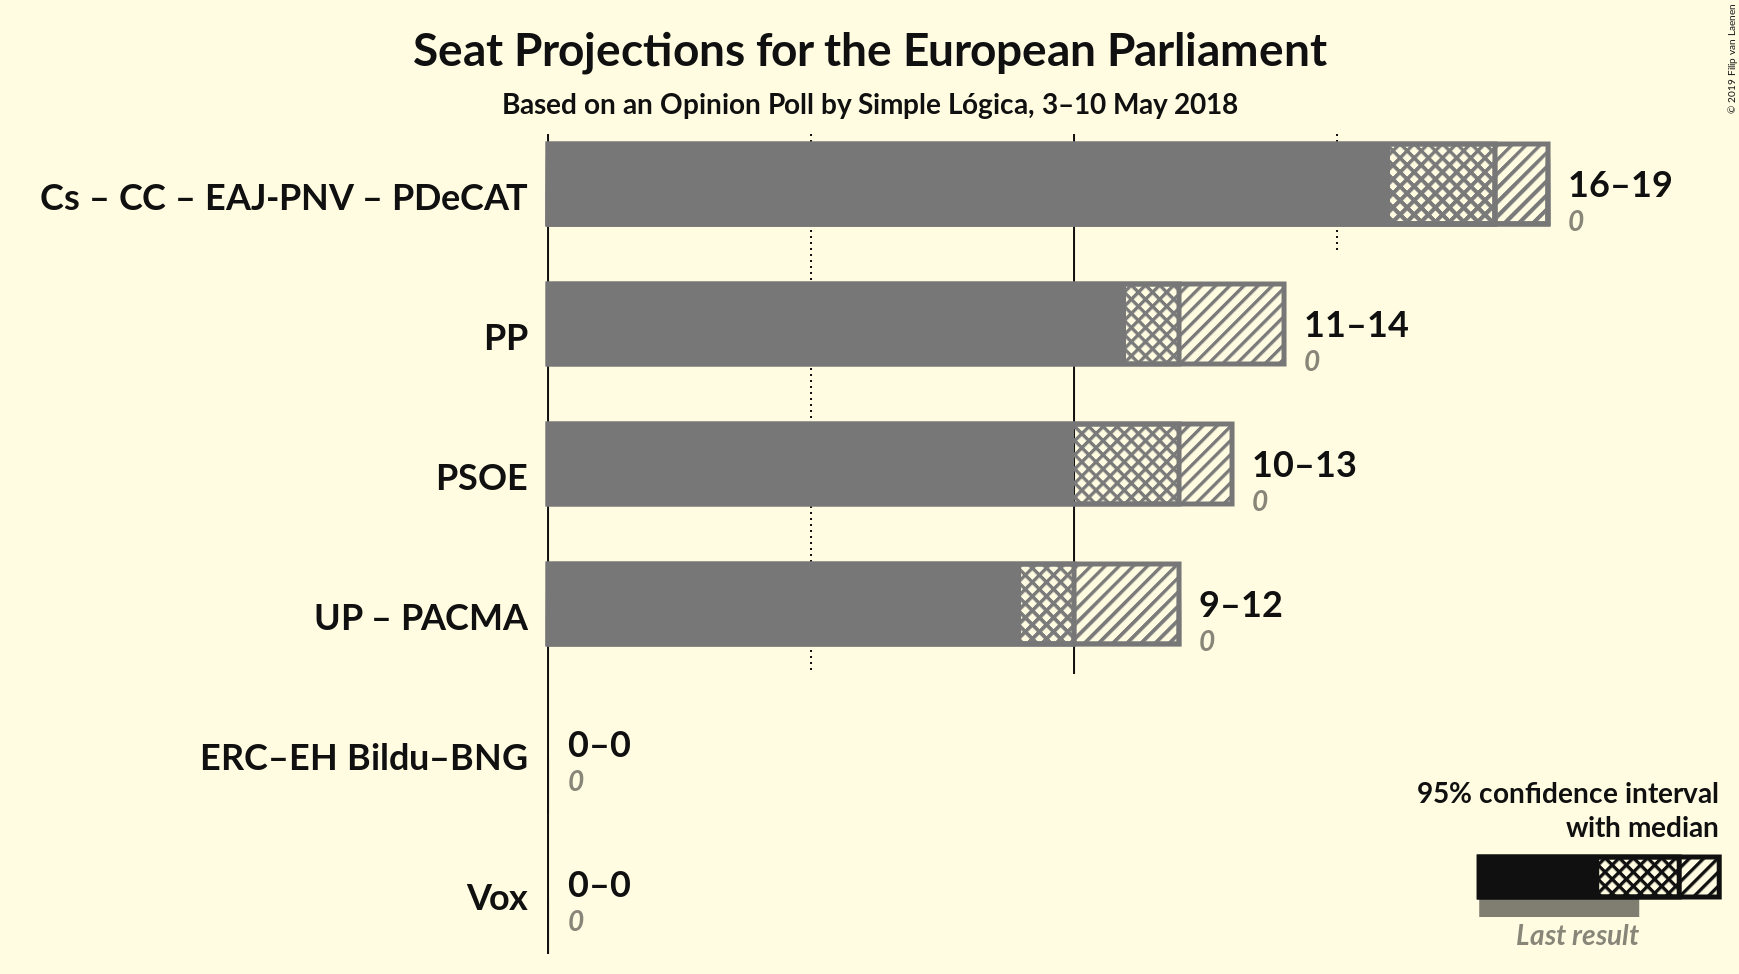 Seat Projections for the European Parliament
Based on an Opinion Poll by Simple Lógica, 3–10 May 2018
© 2019 Filip van Laenen
Cs – CC – EAJ-PNV – PDeCAT
16–19
0
PP
11–14
0
PSOE
10–13
0
UP – PACMA
9–12
0
ERC–EH Bildu–BNG
0–0
0
Vox
0–0
0
95% confidence interval
with median
Last result